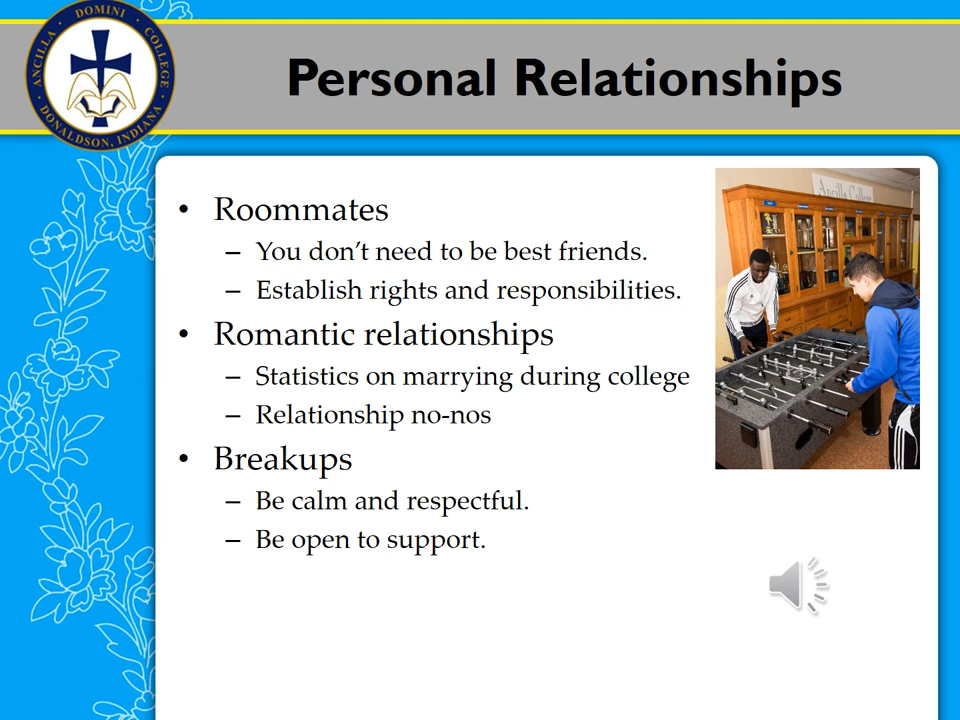 ANCILLA DOMINI COLLEGE
DONALDSON, INDIANA
Personal Relationships
Ancilla College
• Roommates
– You don’t need to be best friends.
– Establish rights and responsibilities.
• Romantic relationships
– Statistics on marrying during college
– Relationship no-nos
• Breakups
– Be calm and respectful.
– Be open to support.